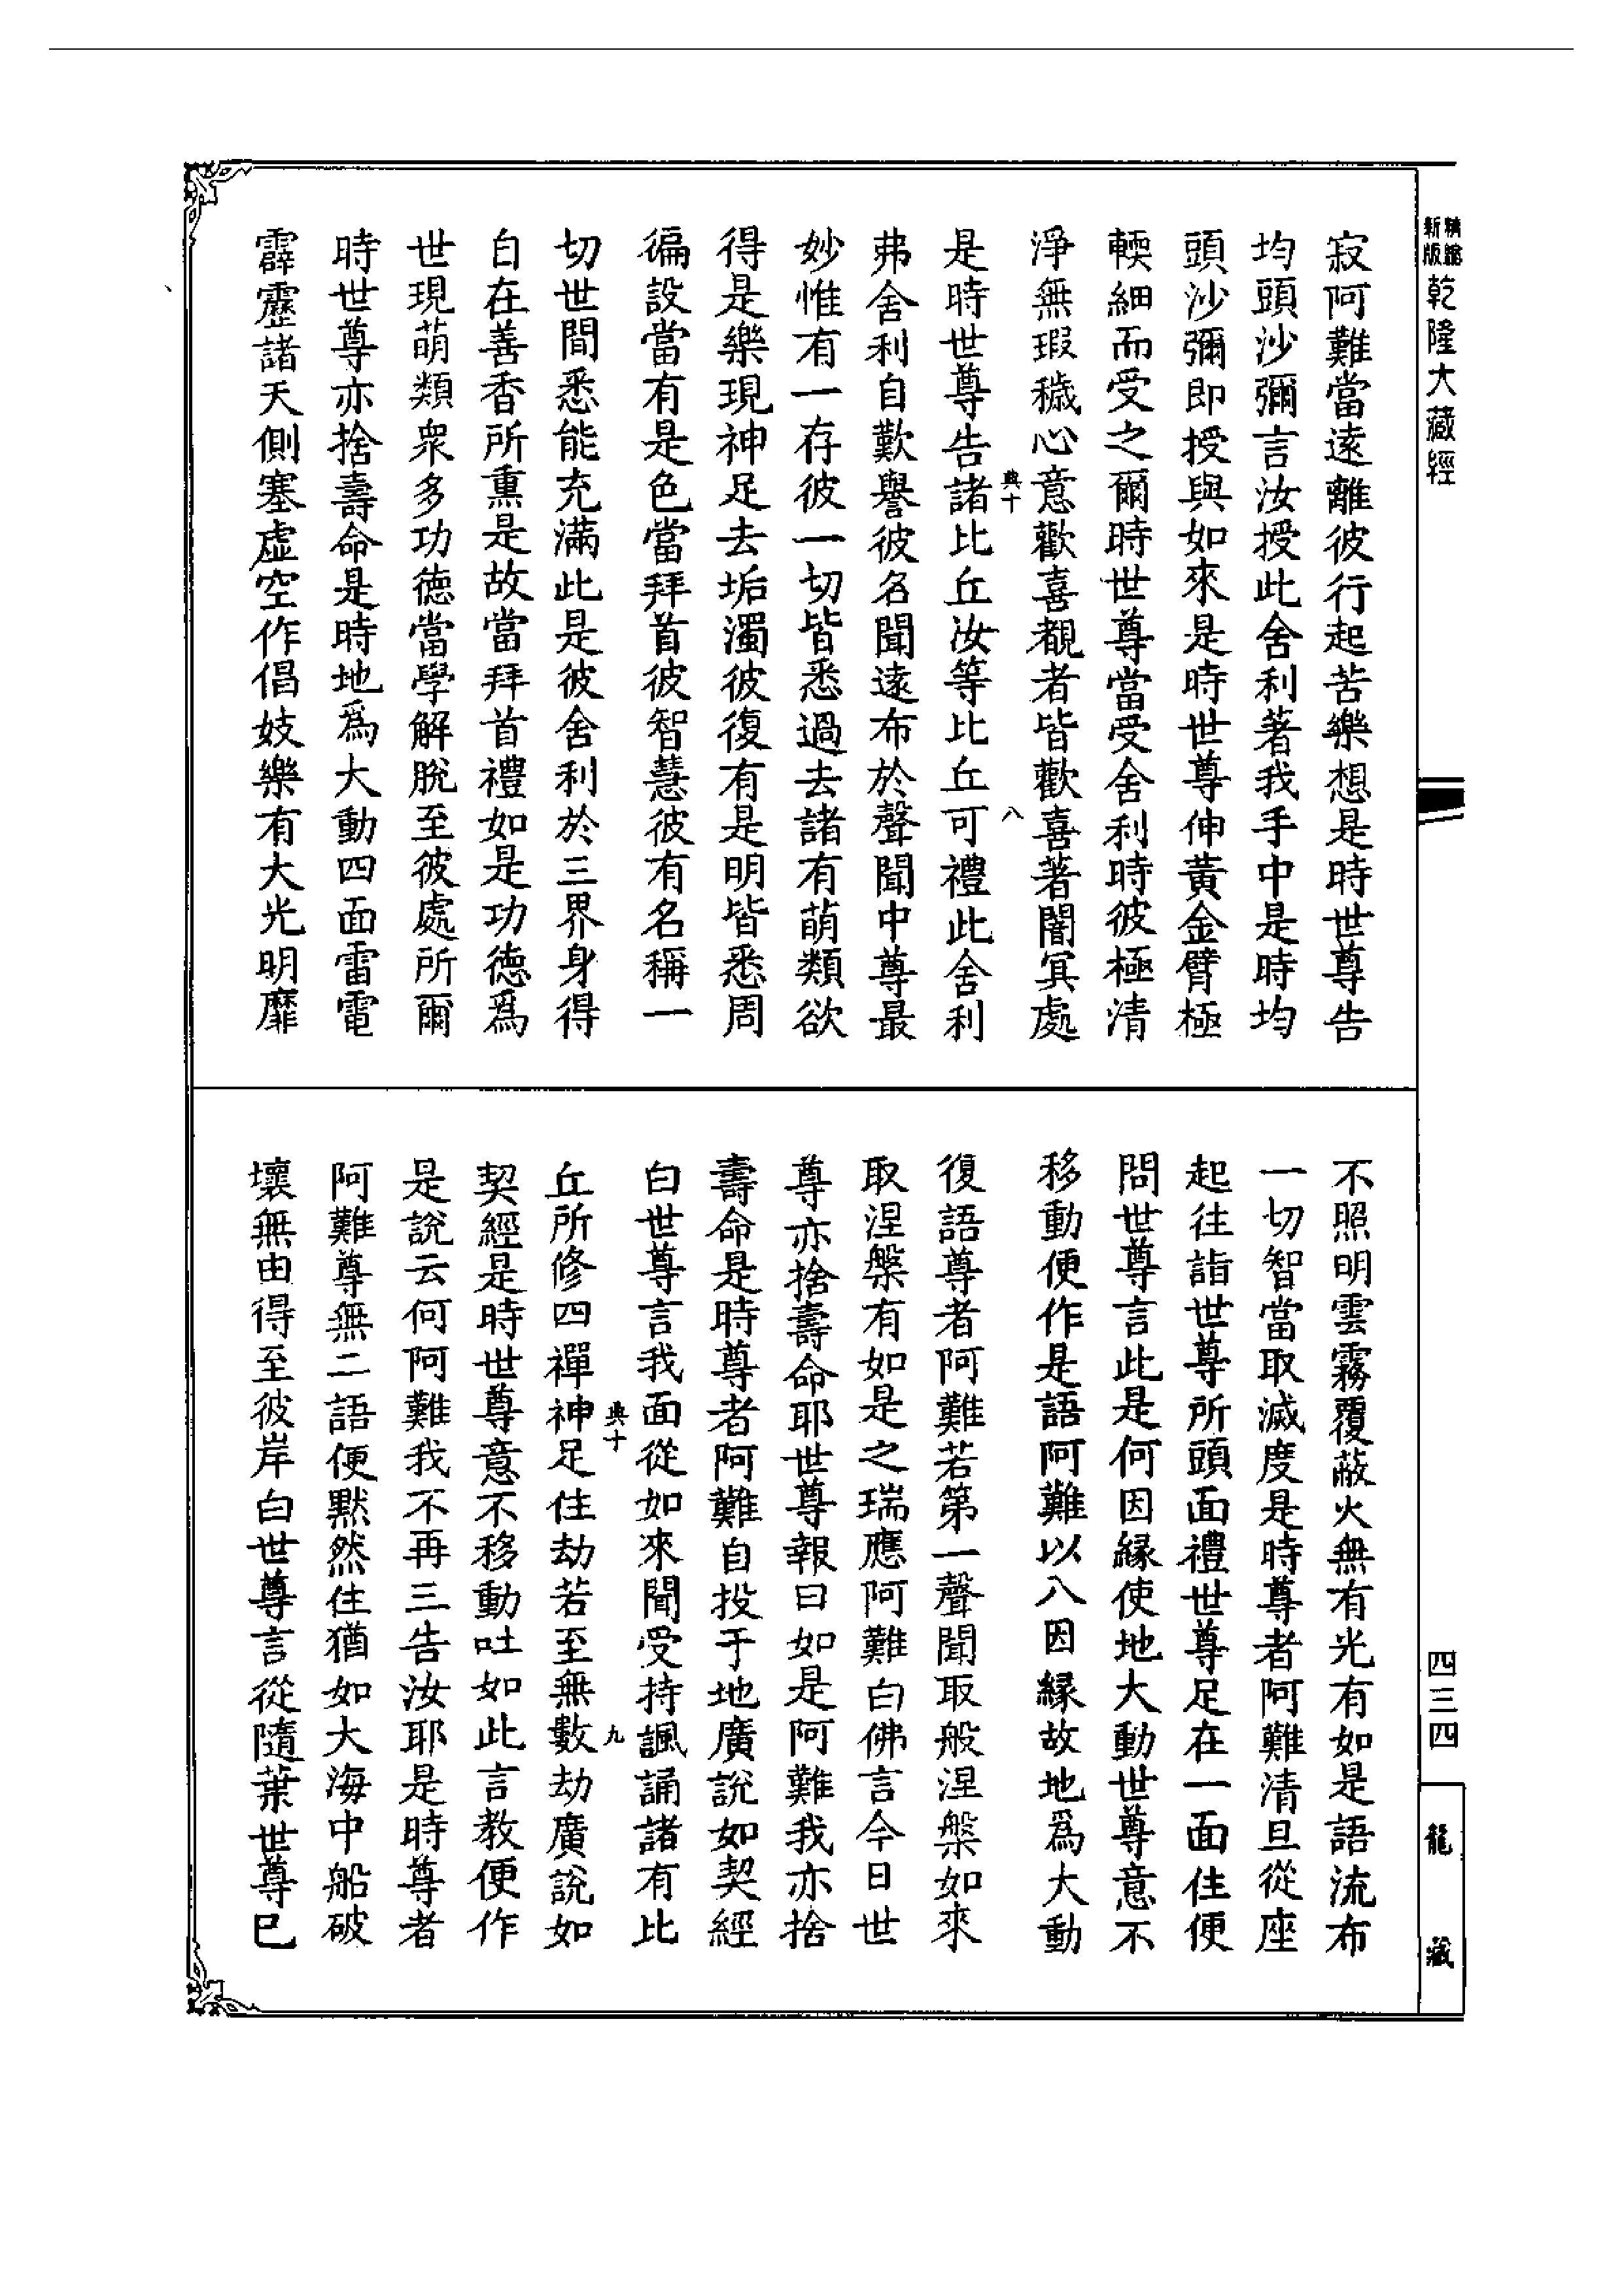 新編
縮版
乾隆大藏經
寂阿難當遠離彼行起苦樂想是時世尊告
均頭沙彌言汝授此舍利著我手中是時均
頭沙彌即授與如來是時世尊伸黃金臂極
輭細而受之爾時世尊當受舍利時彼極清
淨無瑕穢心意歡喜覩者皆歡喜著闇冥處
典十
八
是時世尊告諸比丘汝等比丘可禮此舍利
弗舍利自歎譽彼名聞遠布於聲聞中尊最
妙惟有一存彼一切皆悉過去諸有萌類欲
得是樂現神足去垢濁彼復有是明皆悉周
徧設當有是色當拜首彼智慧彼有名稱一
切世間悉能充滿此是彼舍利於三界身得
自在善香所熏是故當拜首禮如是功德爲
世現萌類衆多功德當學解脫至彼處所爾
時世尊亦捨壽命是時地爲大動四面雷電
霹靂諸天側塞虛空作倡妓樂有大光明靡
不照明雲霧覆蔽火無有光有如是語流布
一切智當取滅度是時尊者阿難清旦從座
起往詣世尊所頭面禮世尊足在一面住便
問世尊言此是何因緣使地大動世尊意不
移動便作是語阿難以八因緣故地爲大動
復語尊者阿難若第一聲聞取般涅槃如來
取涅槃有如是之瑞應阿難白佛言今日世
尊亦捨壽命耶世尊報曰如是阿難我亦捨
壽命是時尊者阿難自投于地廣說如契經
白世尊言我面從如來聞受持諷誦諸有比
典十
九
丘所修四禪神足住劫若至無數劫廣說如
契經是時世尊意不移動吐如此言教便作
是說云何阿難我不再三告汝耶是時尊者
阿難尊無二語便默然住猶如大海中船破
壞無由得至彼岸白世尊言從隨葉世尊已
四三四
龍藏